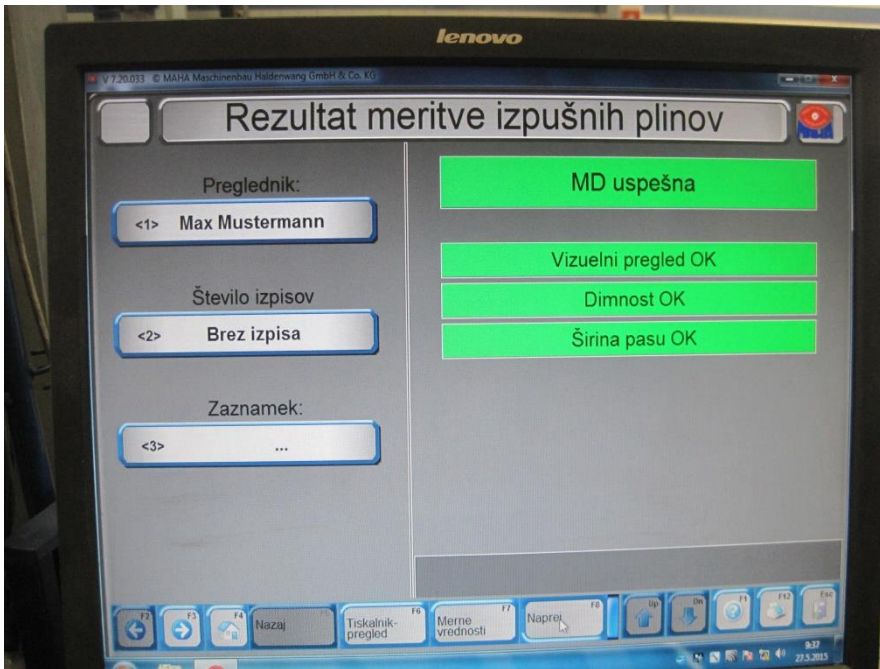 lenovo
V 7.20.033 © MAHA Maschinenbau Haldenwang GmbH & Co. KG
Rezultat meritve izpušnih plinov
Preglednik:
<1> Max Mustermann
Število izpisov
<2> Brez izpisa
Zaznamek:
<3> ...
MD uspešna
Vizuelni pregled OK
Dimnost OK
Širina pasu OK
F2 F3 F4 Nazaj
F6 Tiskalnik-
pregled
F7 Merne
vrednosti
F8 Naprej
Up Dn F1 F12 Esc
9:37
27.5.2015